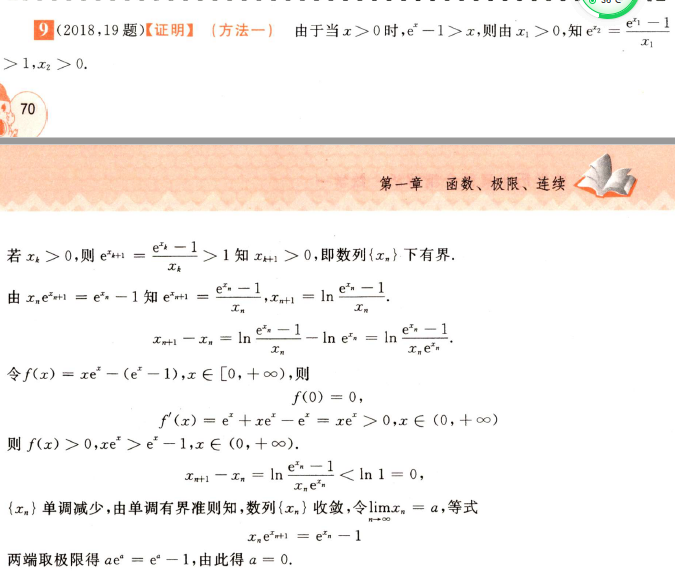 9 (2018,19题)【证明】 (方法一) 由于当 x>0时,e^x−1>x,则由 x₁>0,知 e^{x₂} = (e^{x₁}−1)/x₁
>1,x₂>0.
70
第一章 函数、极限、连续
若 x_k>0,则 e^{x_{k+1}} = (e^{x_k}−1)/x_k >1 知 x_{k+1}>0,即数列{x_n}下有界.
由 x_n e^{x_{n+1}} = e^{x_n}−1 知 e^{x_{n+1}} = (e^{x_n}−1)/x_n, x_{n+1} = ln (e^{x_n}−1)/x_n.
x_{n+1}−x_n = ln (e^{x_n}−1)/x_n − ln e^{x_n} = ln (e^{x_n}−1)/(x_n e^{x_n}).
令 f(x) = xe^x−(e^x−1),x∈[0,+∞),则
f(0) = 0,
f′(x) = e^x+xe^x−e^x = xe^x>0,x∈(0,+∞)
则 f(x)>0,xe^x>e^x−1,x∈(0,+∞).
x_{n+1}−x_n = ln (e^{x_n}−1)/(x_n e^{x_n}) < ln 1 = 0,
{x_n}单调减少,由单调有界准则知,数列{x_n}收敛,令 lim_{n→∞} x_n = a,等式
x_n e^{x_{n+1}} = e^{x_n}−1
两端取极限得 ae^a = e^a−1,由此得 a = 0.